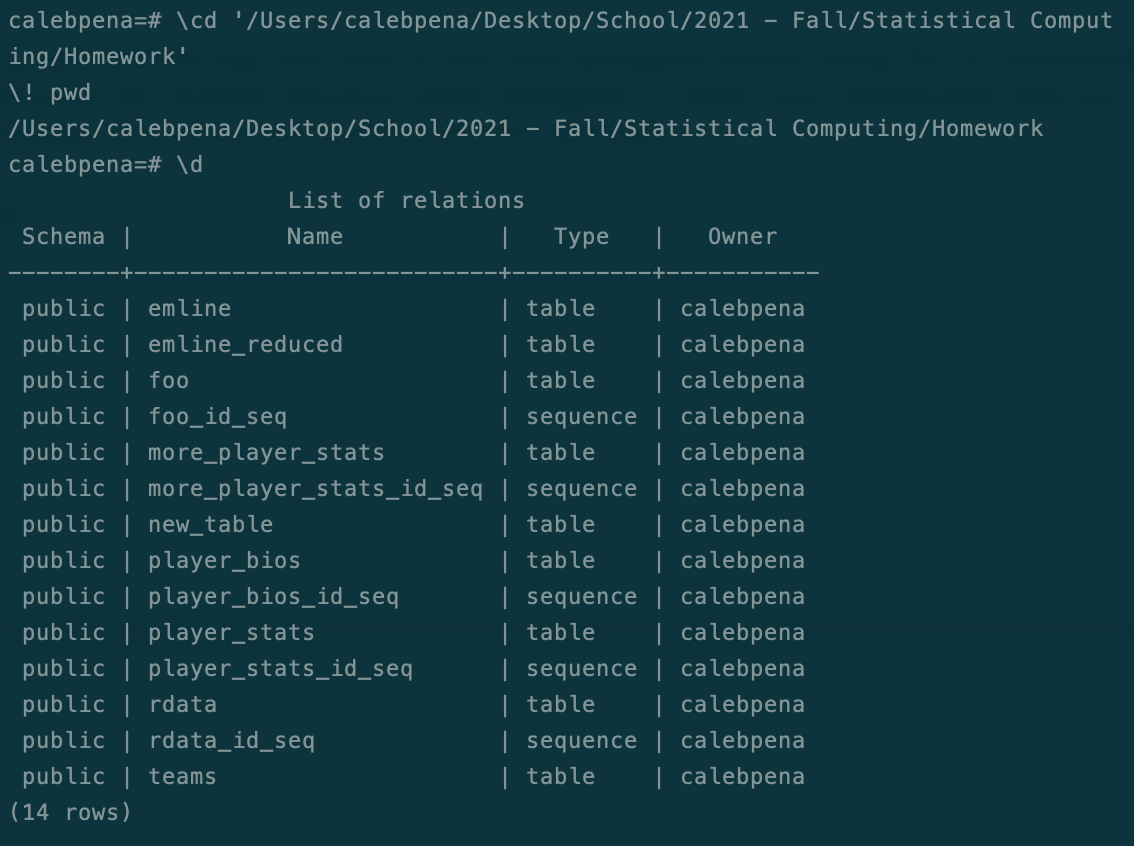 calebpena=# \cd '/Users/calebpena/Desktop/School/2021 - Fall/Statistical Comput
ing/Homework'
\! pwd
/Users/calebpena/Desktop/School/2021 - Fall/Statistical Computing/Homework
calebpena=# \d
                    List of relations
 Schema |           Name           |   Type   |   Owner
--------+--------------------------+----------+-----------
 public | emline                   | table    | calebpena
 public | emline_reduced           | table    | calebpena
 public | foo                      | table    | calebpena
 public | foo_id_seq               | sequence | calebpena
 public | more_player_stats        | table    | calebpena
 public | more_player_stats_id_seq | sequence | calebpena
 public | new_table                | table    | calebpena
 public | player_bios              | table    | calebpena
 public | player_bios_id_seq       | sequence | calebpena
 public | player_stats             | table    | calebpena
 public | player_stats_id_seq      | sequence | calebpena
 public | rdata                    | table    | calebpena
 public | rdata_id_seq             | sequence | calebpena
 public | teams                    | table    | calebpena
(14 rows)